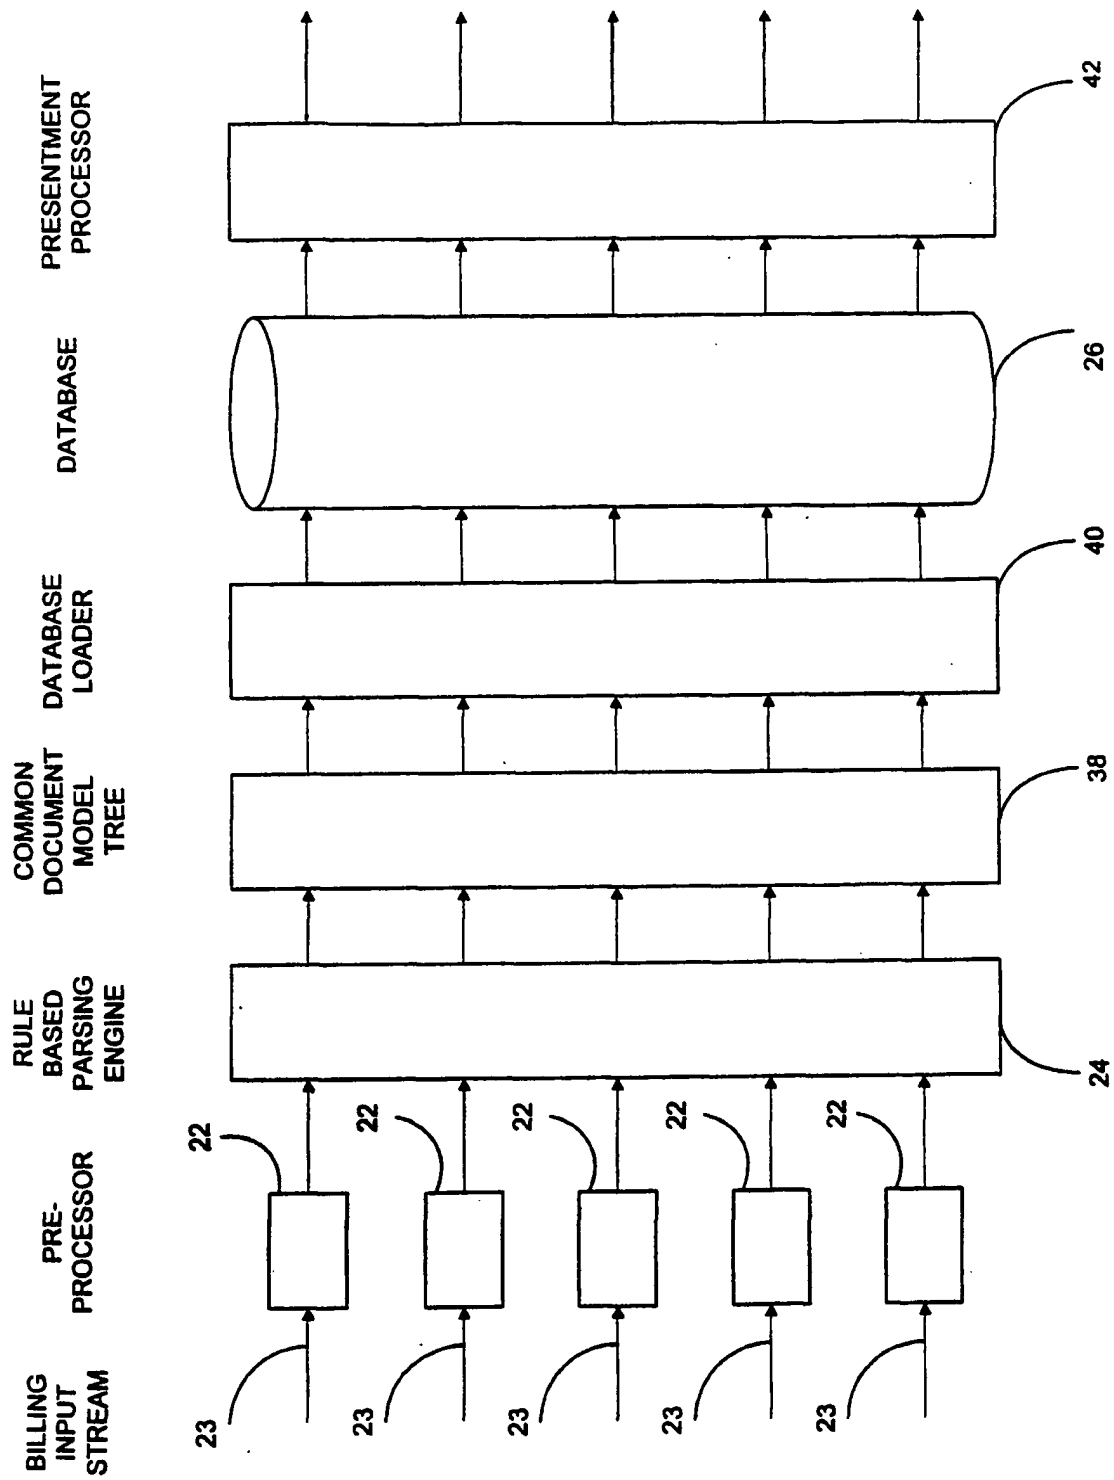 BILLING
INPUT
STREAM
PRE-
PROCESSOR
RULE
BASED
PARSING
ENGINE
COMMON
DOCUMENT
MODEL
TREE
DATABASE
LOADER
DATABASE
PRESENTMENT
PROCESSOR
22
22
22
22
22
23
23
23
23
23
24
38
40
26
42